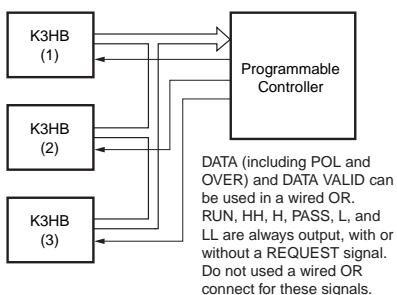 K3HB
(1)
Programmable
Controller
K3HB
(2)
K3HB
(3)
DATA (including POL and
OVER) and DATA VALID can
be used in a wired OR.
RUN, HH, H, PASS, L, and
LL are always output, with or
without a REQUEST signal.
Do not used a wired OR
connect for these signals.